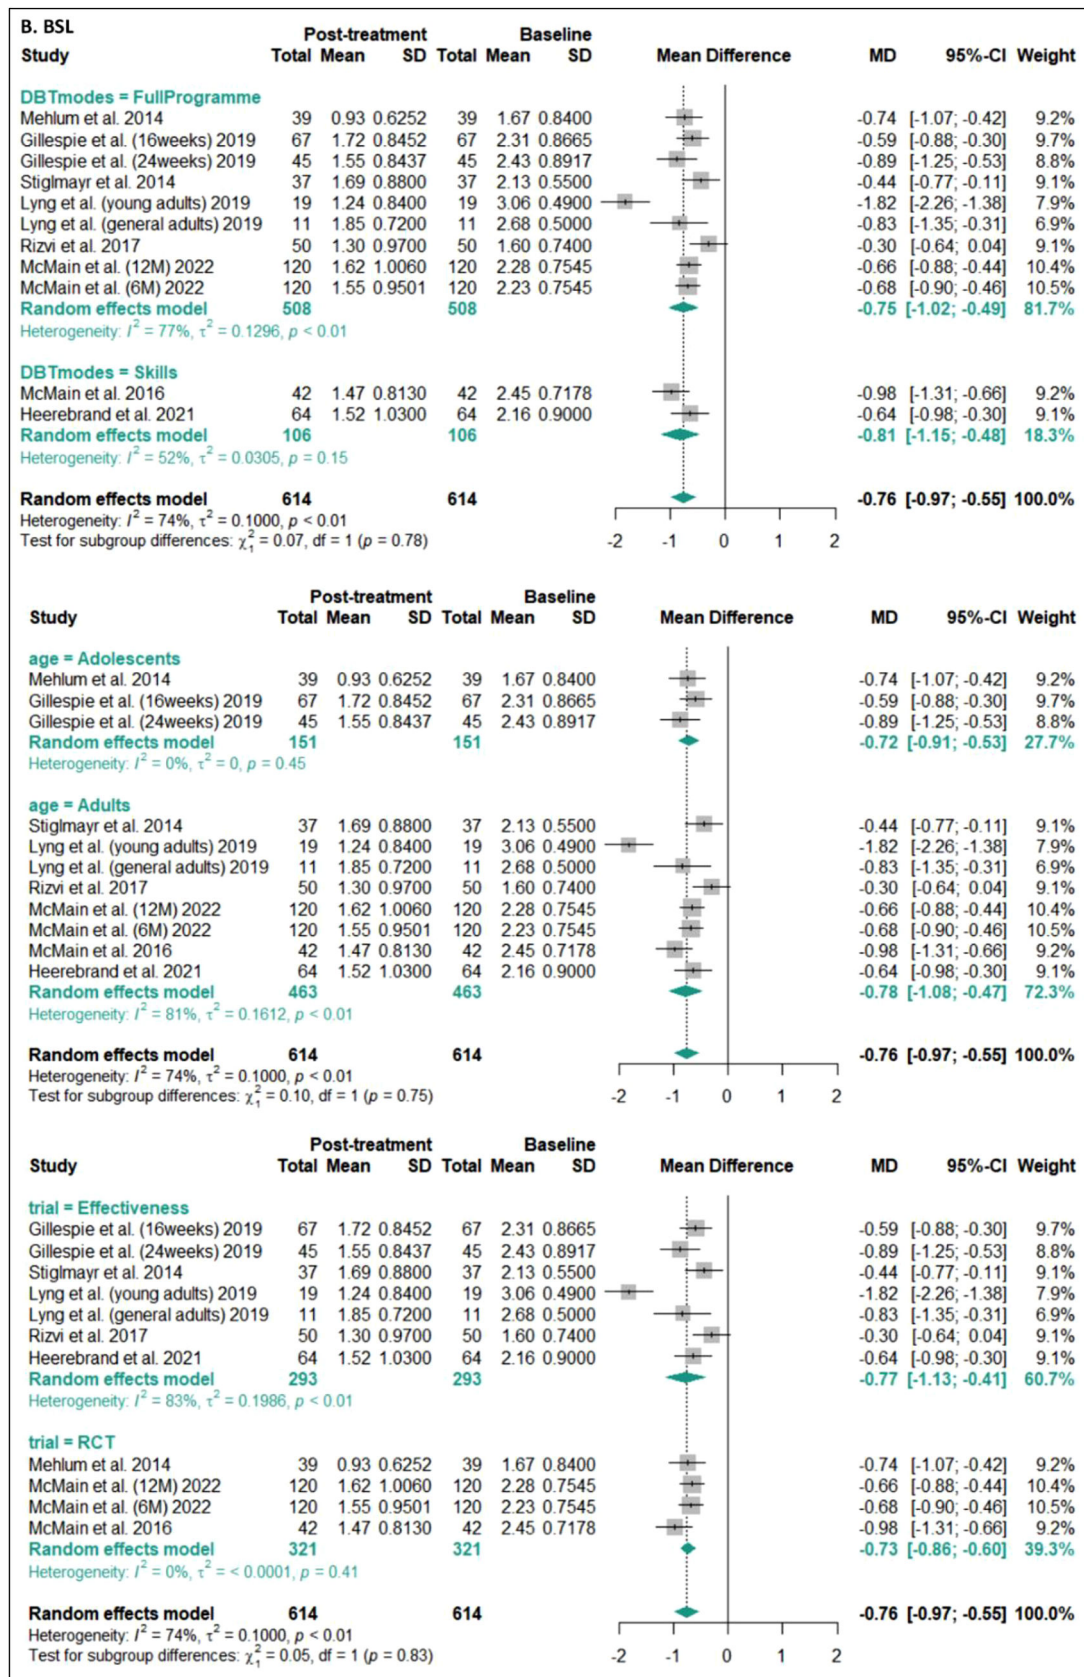 B. BSL
Post-treatment Baseline
Study Total Mean SD Total Mean SD Mean Difference MD 95%-CI Weight
DBTmodes = FullProgramme
Mehlum et al. 2014 39 0.93 0.6252 39 1.67 0.8400 -0.74 [-1.07; -0.42] 9.2%
Gillespie et al. (16weeks) 2019 67 1.72 0.8452 67 2.31 0.8665 -0.59 [-0.88; -0.30] 9.7%
Gillespie et al. (24weeks) 2019 45 1.55 0.8437 45 2.43 0.8917 -0.89 [-1.25; -0.53] 8.8%
Stiglmayr et al. 2014 37 1.69 0.8800 37 2.13 0.5500 -0.44 [-0.77; -0.11] 9.1%
Lyng et al. (young adults) 2019 19 1.24 0.8400 19 3.06 0.4900 -1.82 [-2.26; -1.38] 7.9%
Lyng et al. (general adults) 2019 11 1.85 0.7200 11 2.68 0.5000 -0.83 [-1.35; -0.31] 6.9%
Rizvi et al. 2017 50 1.30 0.9700 50 1.60 0.7400 -0.30 [-0.64; 0.04] 9.1%
McMain et al. (12M) 2022 120 1.62 1.0060 120 2.28 0.7545 -0.66 [-0.88; -0.44] 10.4%
McMain et al. (6M) 2022 120 1.55 0.9501 120 2.23 0.7545 -0.68 [-0.90; -0.46] 10.5%
Random effects model 508 508 -0.75 [-1.02; -0.49] 81.7%
Heterogeneity: I² = 77%, τ² = 0.1296, p < 0.01
DBTmodes = Skills
McMain et al. 2016 42 1.47 0.8130 42 2.45 0.7178 -0.98 [-1.31; -0.66] 9.2%
Heerebrand et al. 2021 64 1.52 1.0300 64 2.16 0.9000 -0.64 [-0.98; -0.30] 9.1%
Random effects model 106 106 -0.81 [-1.15; -0.48] 18.3%
Heterogeneity: I² = 52%, τ² = 0.0305, p = 0.15
Random effects model 614 614 -0.76 [-0.97; -0.55] 100.0%
Heterogeneity: I² = 74%, τ² = 0.1000, p < 0.01
Test for subgroup differences: χ²₁ = 0.07, df = 1 (p = 0.78)
-2 -1 0 1 2
Post-treatment Baseline
Study Total Mean SD Total Mean SD Mean Difference MD 95%-CI Weight
age = Adolescents
Mehlum et al. 2014 39 0.93 0.6252 39 1.67 0.8400 -0.74 [-1.07; -0.42] 9.2%
Gillespie et al. (16weeks) 2019 67 1.72 0.8452 67 2.31 0.8665 -0.59 [-0.88; -0.30] 9.7%
Gillespie et al. (24weeks) 2019 45 1.55 0.8437 45 2.43 0.8917 -0.89 [-1.25; -0.53] 8.8%
Random effects model 151 151 -0.72 [-0.91; -0.53] 27.7%
Heterogeneity: I² = 0%, τ² = 0, p = 0.45
age = Adults
Stiglmayr et al. 2014 37 1.69 0.8800 37 2.13 0.5500 -0.44 [-0.77; -0.11] 9.1%
Lyng et al. (young adults) 2019 19 1.24 0.8400 19 3.06 0.4900 -1.82 [-2.26; -1.38] 7.9%
Lyng et al. (general adults) 2019 11 1.85 0.7200 11 2.68 0.5000 -0.83 [-1.35; -0.31] 6.9%
Rizvi et al. 2017 50 1.30 0.9700 50 1.60 0.7400 -0.30 [-0.64; 0.04] 9.1%
McMain et al. (12M) 2022 120 1.62 1.0060 120 2.28 0.7545 -0.66 [-0.88; -0.44] 10.4%
McMain et al. (6M) 2022 120 1.55 0.9501 120 2.23 0.7545 -0.68 [-0.90; -0.46] 10.5%
McMain et al. 2016 42 1.47 0.8130 42 2.45 0.7178 -0.98 [-1.31; -0.66] 9.2%
Heerebrand et al. 2021 64 1.52 1.0300 64 2.16 0.9000 -0.64 [-0.98; -0.30] 9.1%
Random effects model 463 463 -0.78 [-1.08; -0.47] 72.3%
Heterogeneity: I² = 81%, τ² = 0.1612, p < 0.01
Random effects model 614 614 -0.76 [-0.97; -0.55] 100.0%
Heterogeneity: I² = 74%, τ² = 0.1000, p < 0.01
Test for subgroup differences: χ²₁ = 0.10, df = 1 (p = 0.75)
-2 -1 0 1 2
Post-treatment Baseline
Study Total Mean SD Total Mean SD Mean Difference MD 95%-CI Weight
trial = Effectiveness
Gillespie et al. (16weeks) 2019 67 1.72 0.8452 67 2.31 0.8665 -0.59 [-0.88; -0.30] 9.7%
Gillespie et al. (24weeks) 2019 45 1.55 0.8437 45 2.43 0.8917 -0.89 [-1.25; -0.53] 8.8%
Stiglmayr et al. 2014 37 1.69 0.8800 37 2.13 0.5500 -0.44 [-0.77; -0.11] 9.1%
Lyng et al. (young adults) 2019 19 1.24 0.8400 19 3.06 0.4900 -1.82 [-2.26; -1.38] 7.9%
Lyng et al. (general adults) 2019 11 1.85 0.7200 11 2.68 0.5000 -0.83 [-1.35; -0.31] 6.9%
Rizvi et al. 2017 50 1.30 0.9700 50 1.60 0.7400 -0.30 [-0.64; 0.04] 9.1%
Heerebrand et al. 2021 64 1.52 1.0300 64 2.16 0.9000 -0.64 [-0.98; -0.30] 9.1%
Random effects model 293 293 -0.77 [-1.13; -0.41] 60.7%
Heterogeneity: I² = 83%, τ² = 0.1986, p < 0.01
trial = RCT
Mehlum et al. 2014 39 0.93 0.6252 39 1.67 0.8400 -0.74 [-1.07; -0.42] 9.2%
McMain et al. (12M) 2022 120 1.62 1.0060 120 2.28 0.7545 -0.66 [-0.88; -0.44] 10.4%
McMain et al. (6M) 2022 120 1.55 0.9501 120 2.23 0.7545 -0.68 [-0.90; -0.46] 10.5%
McMain et al. 2016 42 1.47 0.8130 42 2.45 0.7178 -0.98 [-1.31; -0.66] 9.2%
Random effects model 321 321 -0.73 [-0.86; -0.60] 39.3%
Heterogeneity: I² = 0%, τ² = < 0.0001, p = 0.41
Random effects model 614 614 -0.76 [-0.97; -0.55] 100.0%
Heterogeneity: I² = 74%, τ² = 0.1000, p < 0.01
Test for subgroup differences: χ²₁ = 0.05, df = 1 (p = 0.83)
-2 -1 0 1 2